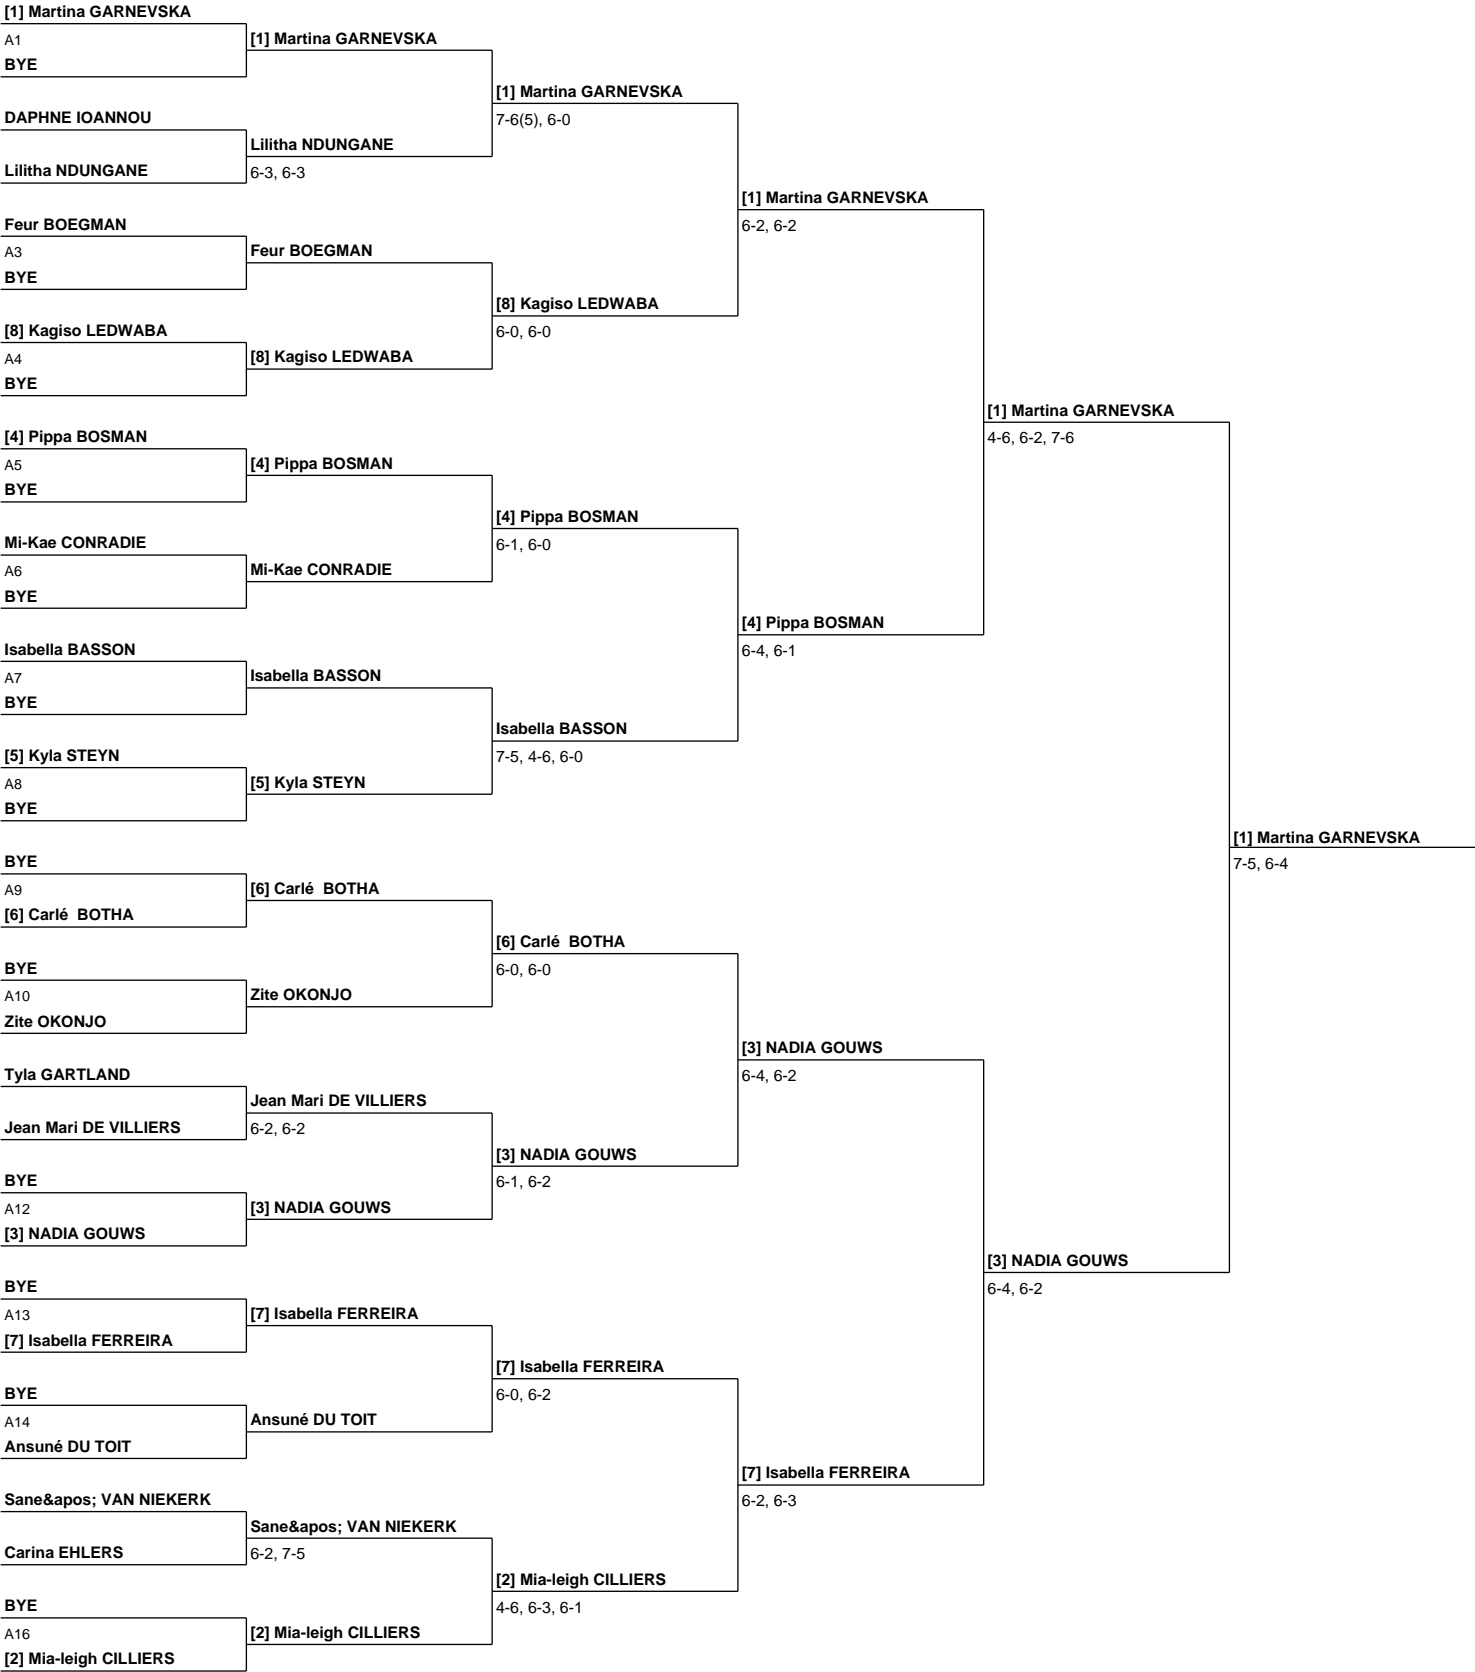 [1] Martina GARNEVSKA
A1
BYE
DAPHNE IOANNOU
Lilitha NDUNGANE
Feur BOEGMAN
A3
BYE
[8] Kagiso LEDWABA
A4
BYE
[4] Pippa BOSMAN
A5
BYE
Mi-Kae CONRADIE
A6
BYE
Isabella BASSON
A7
BYE
[5] Kyla STEYN
A8
BYE
BYE
A9
[6] Carlé  BOTHA
BYE
A10
Zite OKONJO
Tyla GARTLAND
Jean Mari DE VILLIERS
BYE
A12
[3] NADIA GOUWS
BYE
A13
[7] Isabella FERREIRA
BYE
A14
Ansuné DU TOIT
Sane&apos; VAN NIEKERK
Carina EHLERS
BYE
A16
[2] Mia-leigh CILLIERS
[1] Martina GARNEVSKA
Lilitha NDUNGANE
6-3, 6-3
Feur BOEGMAN
[8] Kagiso LEDWABA
[4] Pippa BOSMAN
Mi-Kae CONRADIE
Isabella BASSON
[5] Kyla STEYN
[6] Carlé  BOTHA
Zite OKONJO
Jean Mari DE VILLIERS
6-2, 6-2
[3] NADIA GOUWS
[7] Isabella FERREIRA
Ansuné DU TOIT
Sane&apos; VAN NIEKERK
6-2, 7-5
[2] Mia-leigh CILLIERS
[1] Martina GARNEVSKA
7-6(5), 6-0
[8] Kagiso LEDWABA
6-0, 6-0
[4] Pippa BOSMAN
6-1, 6-0
Isabella BASSON
7-5, 4-6, 6-0
[6] Carlé  BOTHA
6-0, 6-0
[3] NADIA GOUWS
6-1, 6-2
[7] Isabella FERREIRA
6-0, 6-2
[2] Mia-leigh CILLIERS
4-6, 6-3, 6-1
[1] Martina GARNEVSKA
6-2, 6-2
[4] Pippa BOSMAN
6-4, 6-1
[3] NADIA GOUWS
6-4, 6-2
[7] Isabella FERREIRA
6-2, 6-3
[1] Martina GARNEVSKA
4-6, 6-2, 7-6
[3] NADIA GOUWS
6-4, 6-2
[1] Martina GARNEVSKA
7-5, 6-4